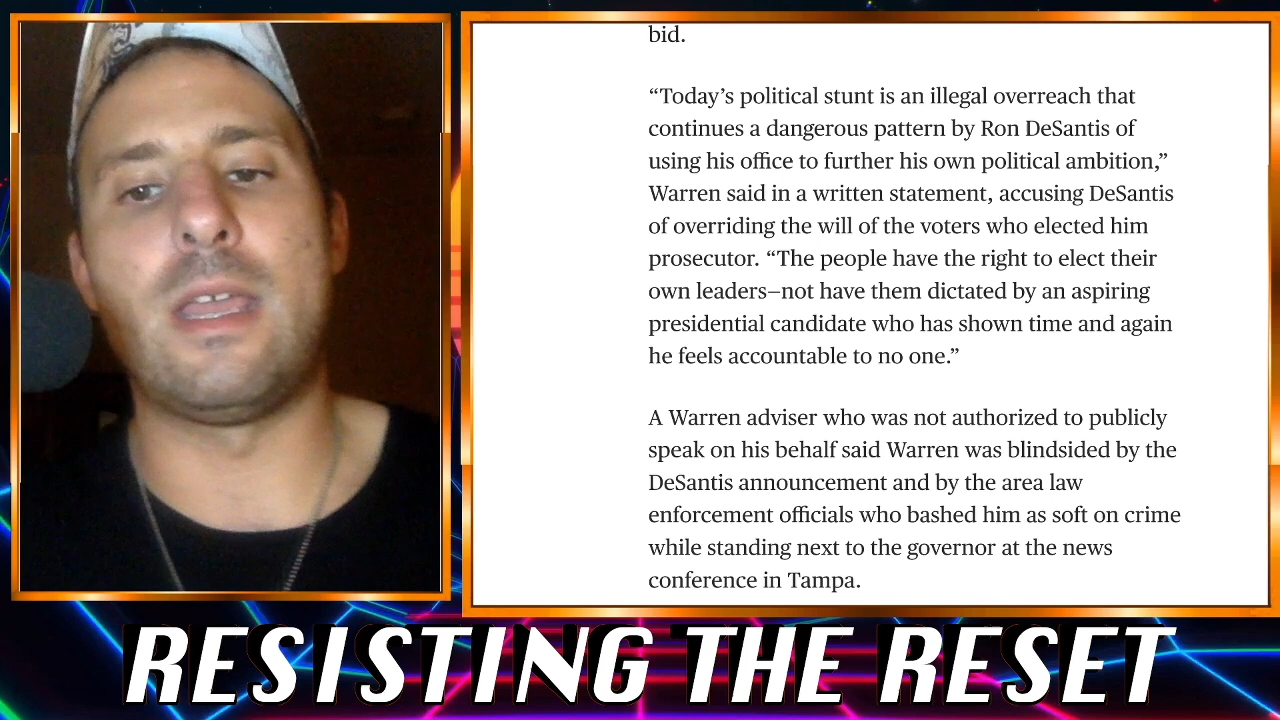 bid.
“Today’s political stunt is an illegal overreach that
continues a dangerous pattern by Ron DeSantis of
using his office to further his own political ambition,”
Warren said in a written statement, accusing DeSantis
of overriding the will of the voters who elected him
prosecutor. “The people have the right to elect their
own leaders—not have them dictated by an aspiring
presidential candidate who has shown time and again
he feels accountable to no one.”
A Warren adviser who was not authorized to publicly
speak on his behalf said Warren was blindsided by the
DeSantis announcement and by the area law
enforcement officials who bashed him as soft on crime
while standing next to the governor at the news
conference in Tampa.
RESISTING THE RESET